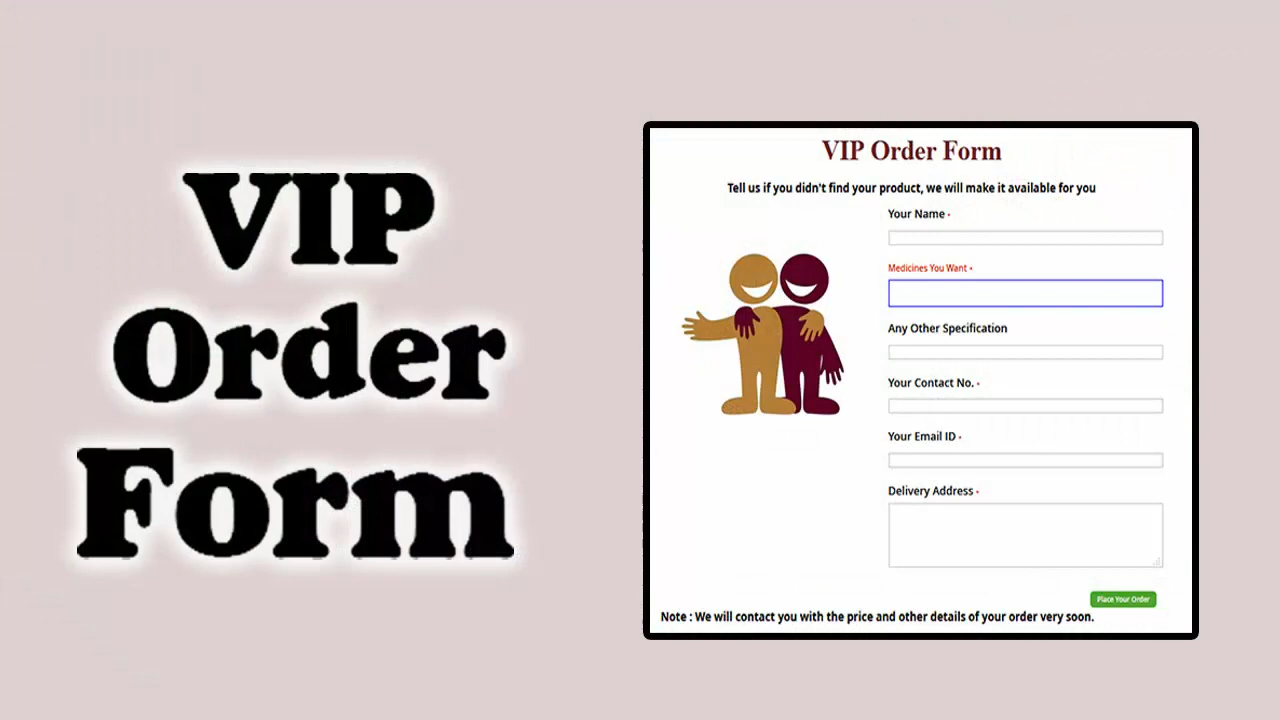 VIP
Order
Form
VIP Order Form
Tell us if you didn't find your product, we will make it available for you
Your Name *
Medicines You Want *
Any Other Specification
Your Contact No. *
Your Email ID *
Delivery Address *
Place Your Order
Note : We will contact you with the price and other details of your order very soon.